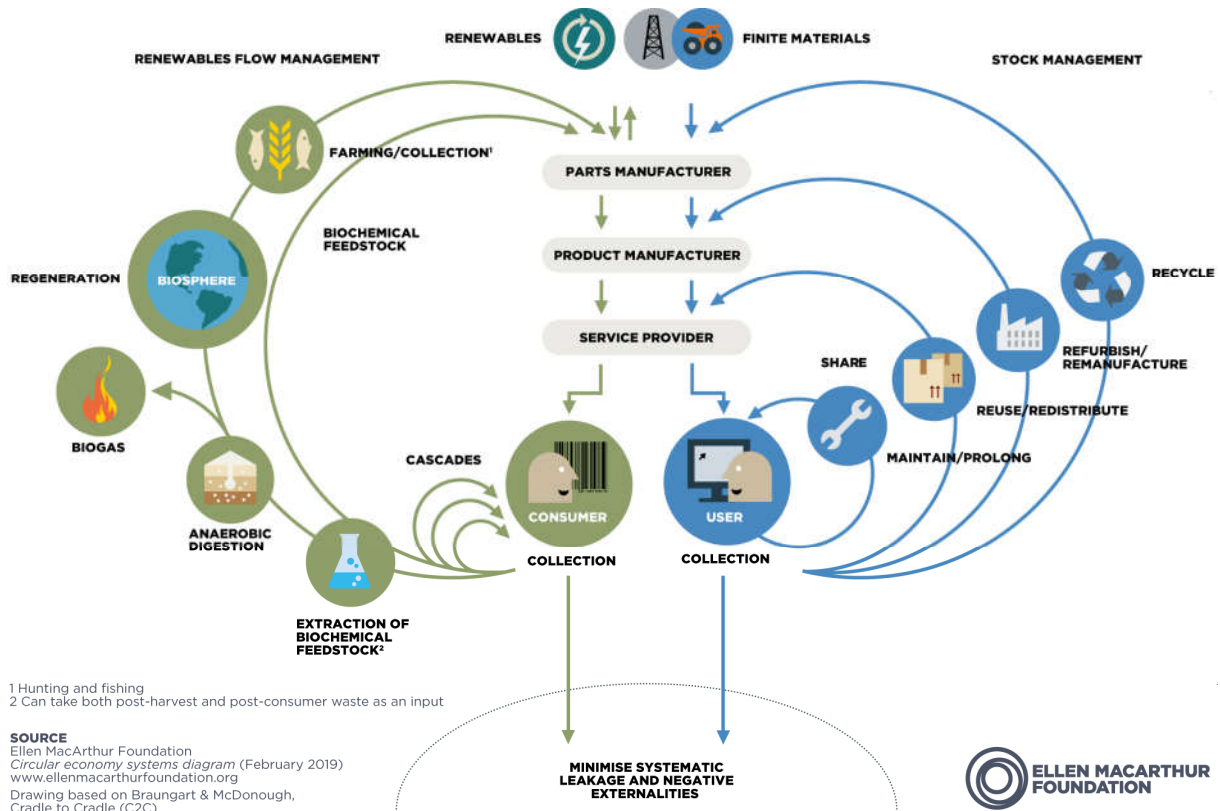 RENEWABLES
FINITE MATERIALS
RENEWABLES FLOW MANAGEMENT
STOCK MANAGEMENT
FARMING/COLLECTION¹
PARTS MANUFACTURER
BIOCHEMICAL
FEEDSTOCK
PRODUCT MANUFACTURER
REGENERATION
BIOSPHERE
RECYCLE
SERVICE PROVIDER
SHARE
REFURBISH/
REMANUFACTURE
REUSE/REDISTRIBUTE
BIOGAS
CASCADES
MAINTAIN/PROLONG
CONSUMER
USER
ANAEROBIC
DIGESTION
COLLECTION
COLLECTION
EXTRACTION OF
BIOCHEMICAL
FEEDSTOCK²
1 Hunting and fishing
2 Can take both post-harvest and post-consumer waste as an input
SOURCE
Ellen MacArthur Foundation
Circular economy systems diagram (February 2019)
www.ellenmacarthurfoundation.org
Drawing based on Braungart & McDonough,
Cradle to Cradle (C2C)
MINIMISE SYSTEMATIC
LEAKAGE AND NEGATIVE
EXTERNALITIES
ELLEN MACARTHUR
FOUNDATION